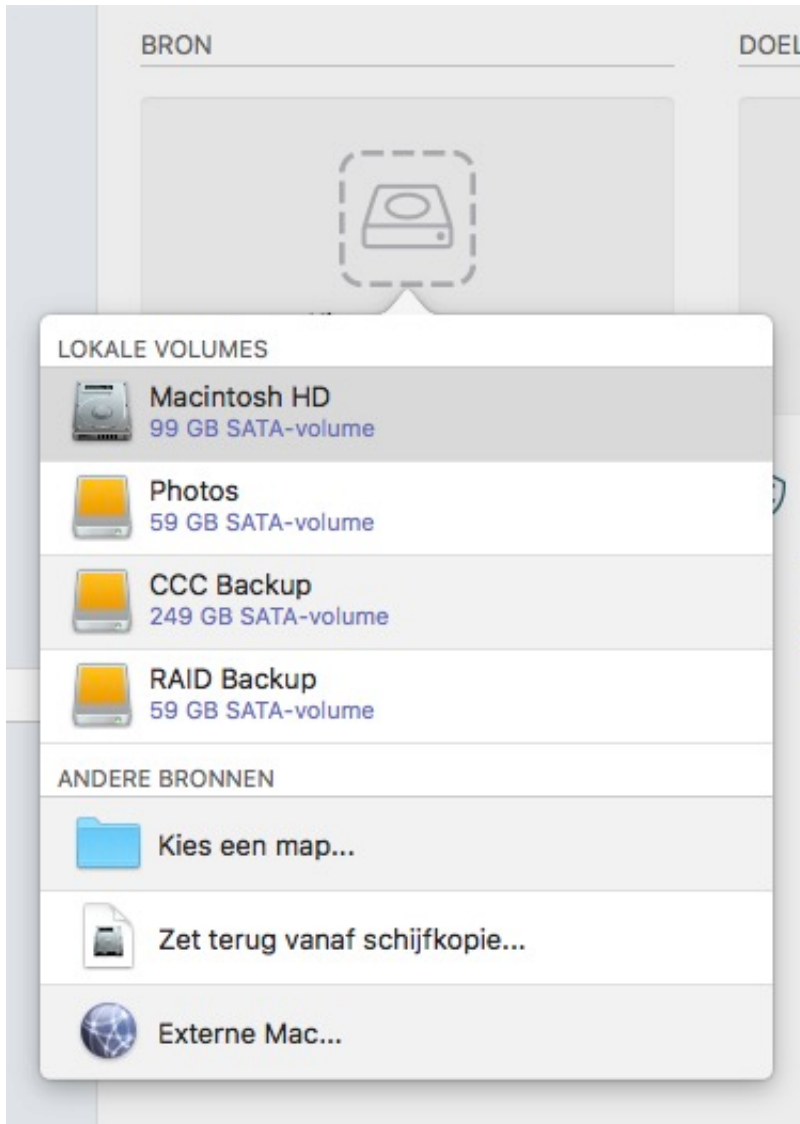 BRON
DOEL
LOKALE VOLUMES
Macintosh HD
99 GB SATA-volume
Photos
59 GB SATA-volume
CCC Backup
249 GB SATA-volume
RAID Backup
59 GB SATA-volume
ANDERE BRONNEN
Kies een map...
Zet terug vanaf schijfkopie...
Externe Mac...